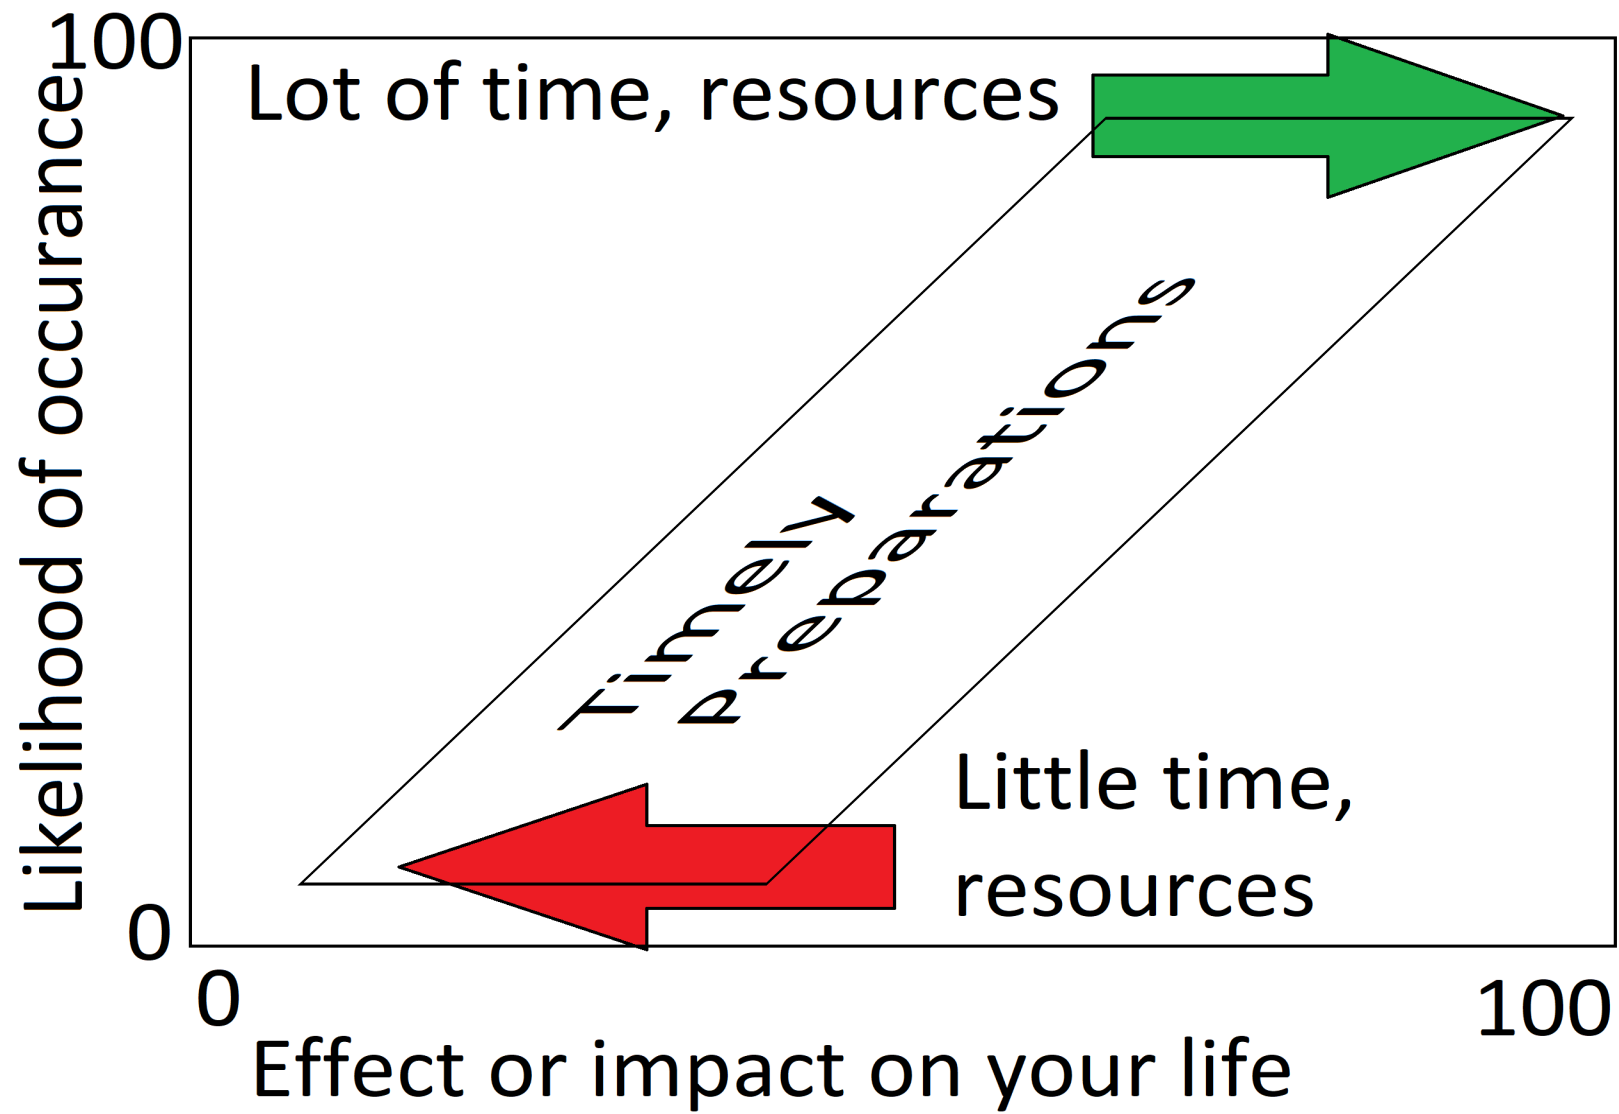 100
Lot of time, resources
Likelihood of occurance
Timely
preparations
Little time,
resources
0
0
100
Effect or impact on your life